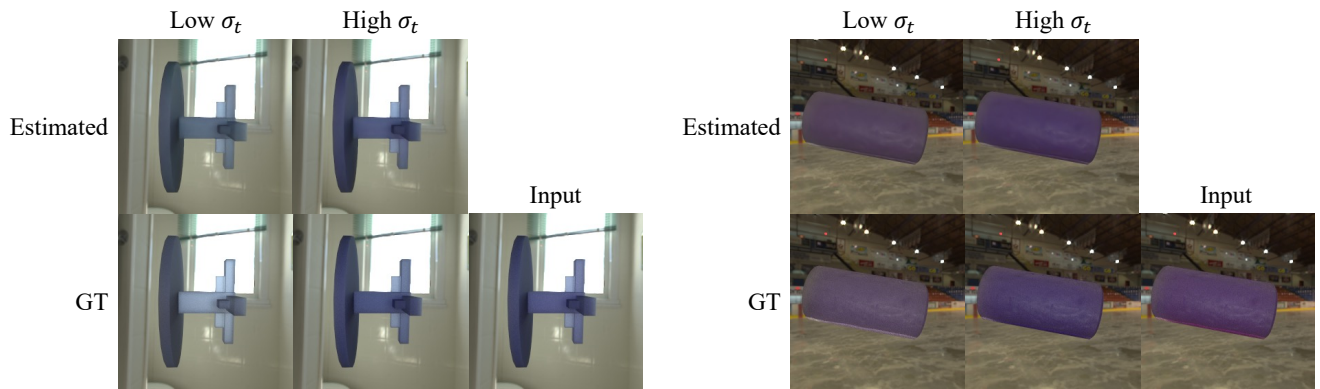 Low σₜ High σₜ
Estimated
Input
GT
Low σₜ High σₜ
Estimated
Input
GT